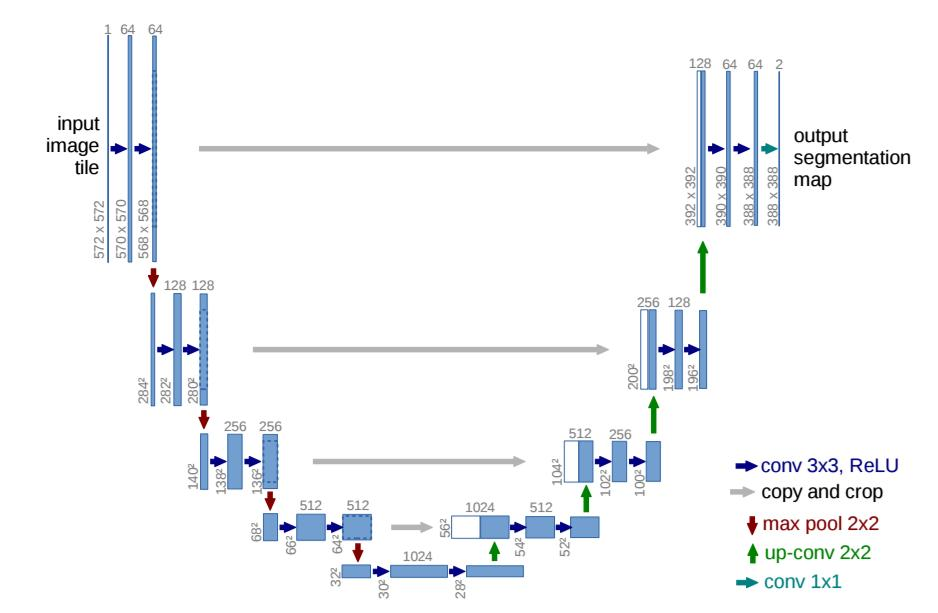 1 64 64
128 64 64 2
input
image
tile
output
segmentation
map
572 x 572
570 x 570
568 x 568
392 x 392
390 x 390
388 x 388
388 x 388
128 128
256 128
284²
282²
280²
200²
198²
196²
256 256
512 256
140²
138²
136²
104²
102²
100²
512 512
1024 512
68²
66²
64²
56²
54²
52²
1024
32²
30²
28²
conv 3x3, ReLU
copy and crop
max pool 2x2
up-conv 2x2
conv 1x1